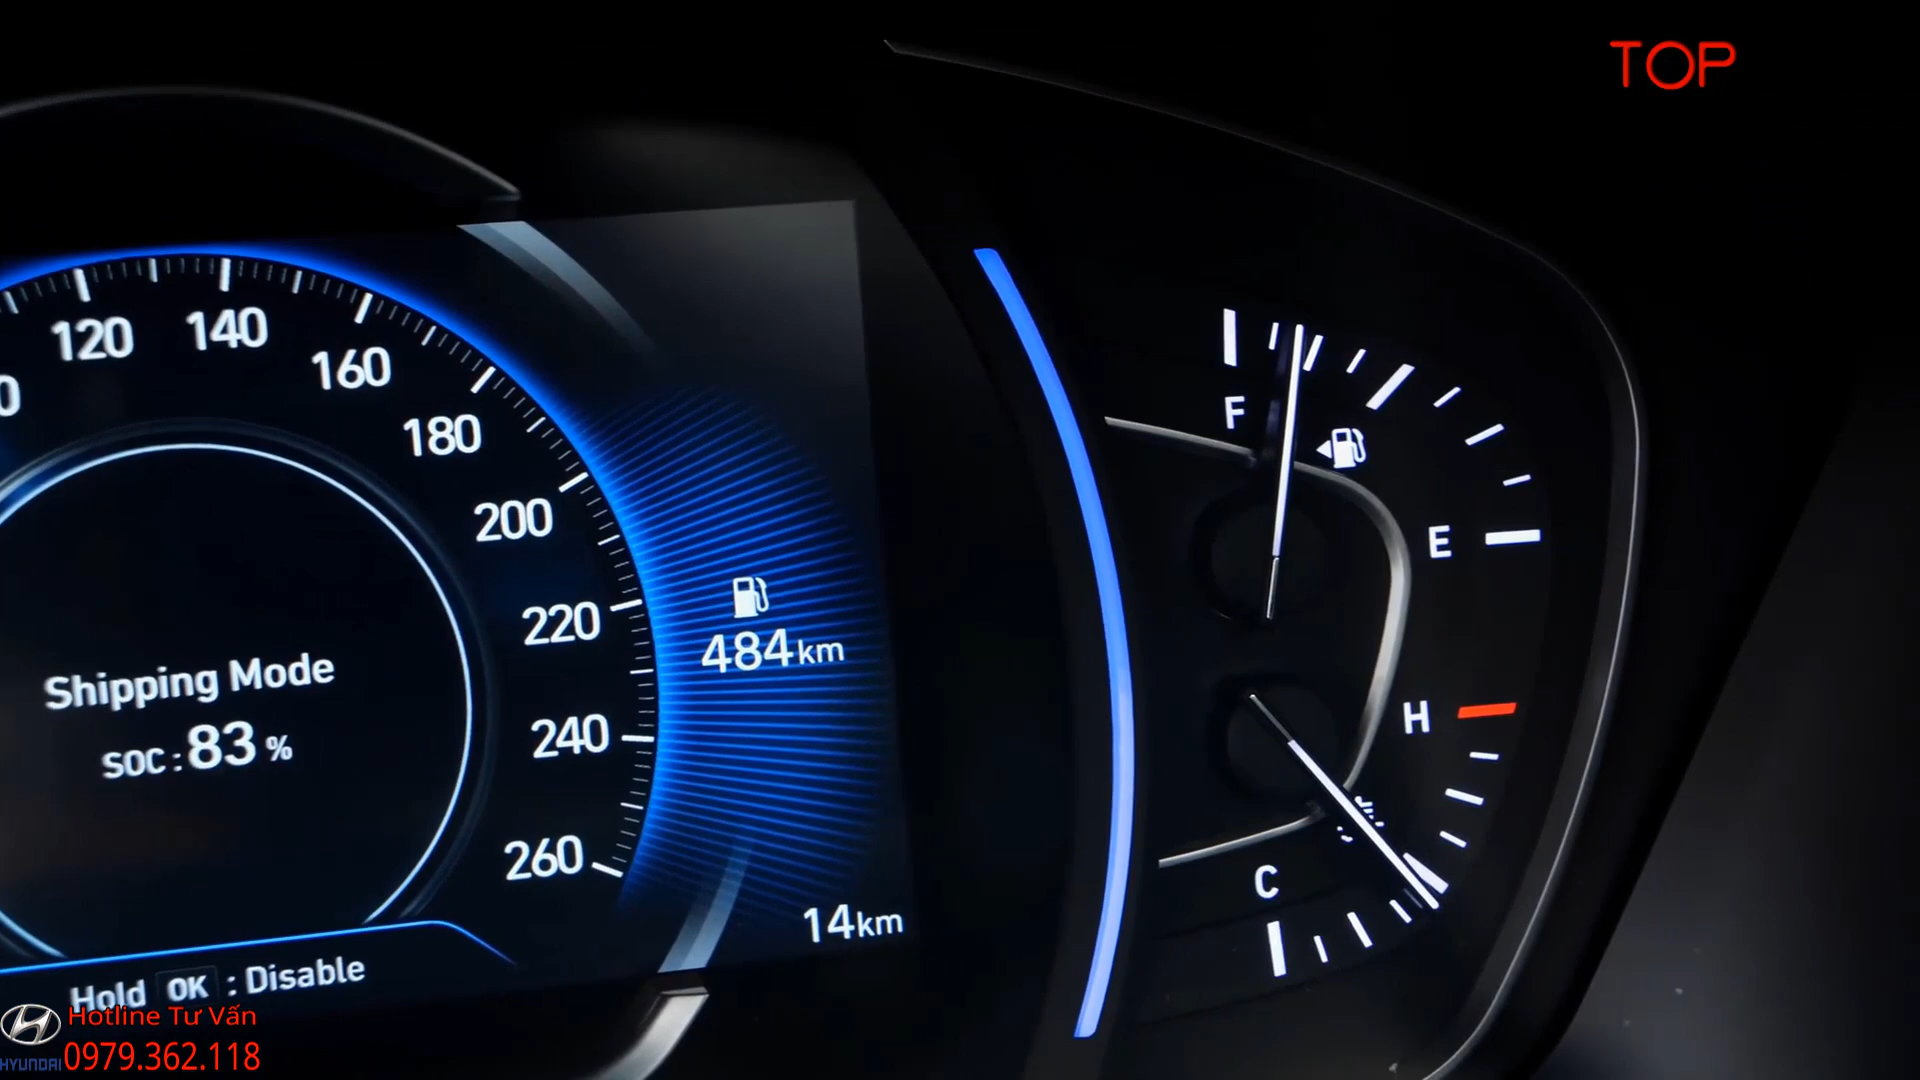 TOP
120
140
160
180
200
220
240
260
Shipping Mode
SOC : 83 %
484km
14km
Hold OK : Disable
F
E
H
C
Hotline Tư Vấn
0979.362.118
HYUNDAI